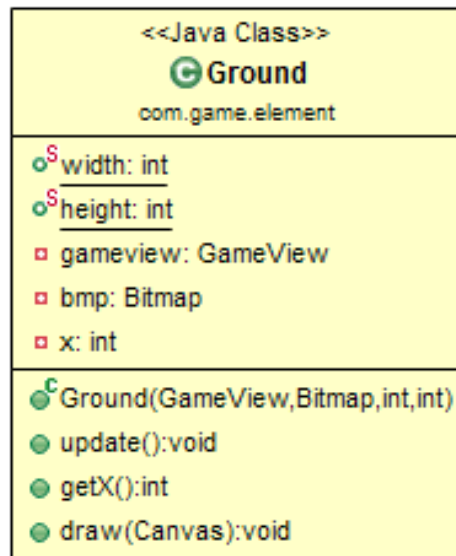 <<Java Class>>
C Ground
com.game.element
S width: int
S height: int
gameview: GameView
bmp: Bitmap
x: int
C Ground(GameView,Bitmap,int,int)
update():void
getX():int
draw(Canvas):void